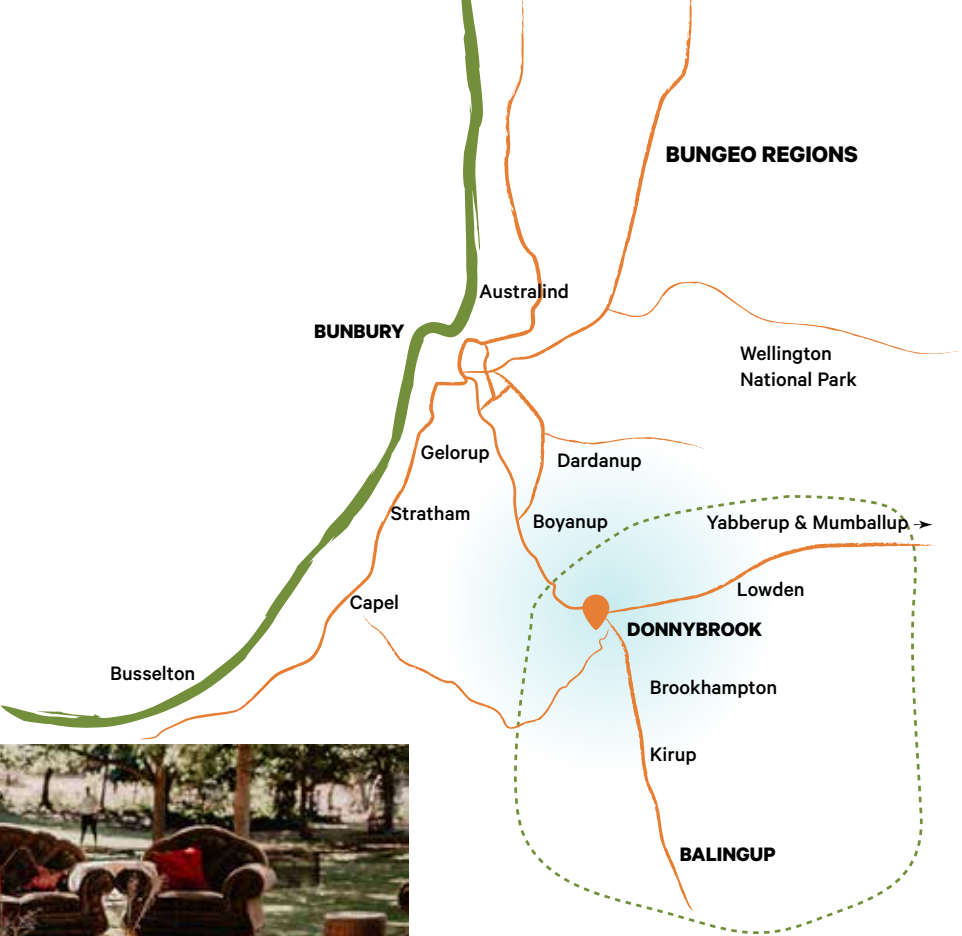 BUNGEO REGIONS
Australind
BUNBURY
Wellington
National Park
Gelorup
Dardanup
Stratham
Boyanup
Yabberup & Mumballup
Lowden
Capel
DONNYBROOK
Busselton
Brookhampton
Kirup
BALINGUP